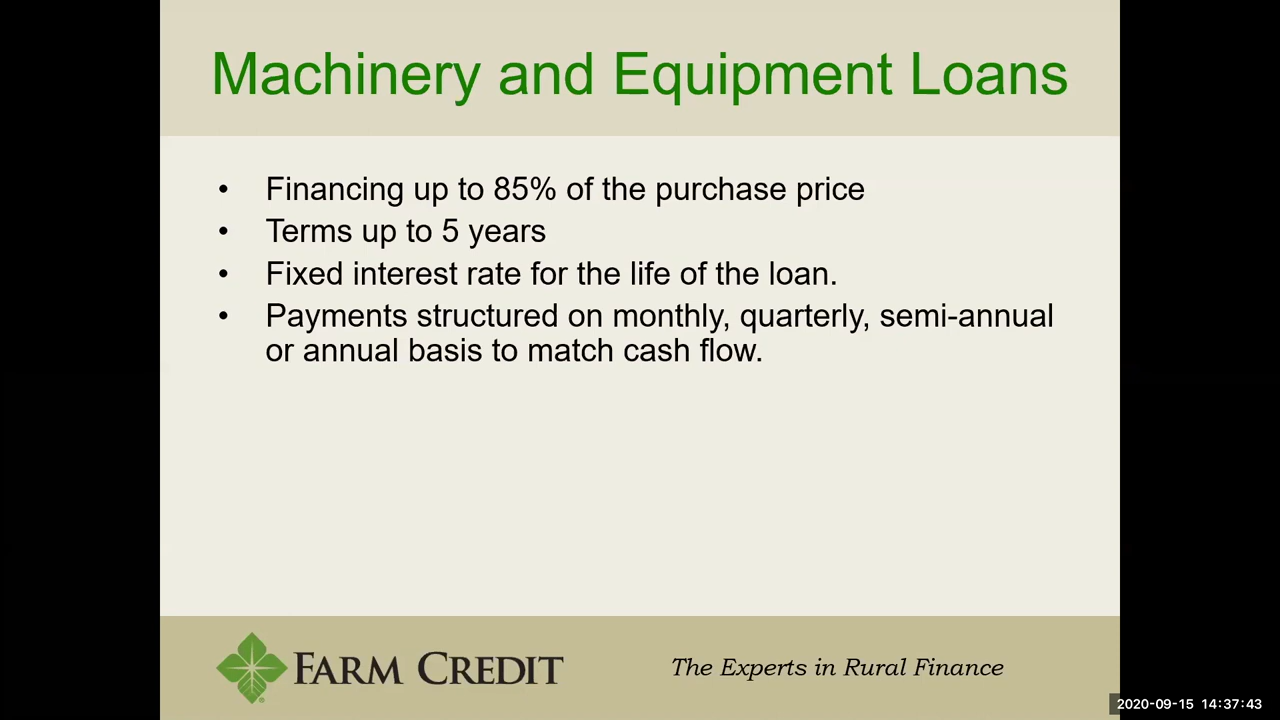 Machinery and Equipment Loans
• Financing up to 85% of the purchase price
• Terms up to 5 years
• Fixed interest rate for the life of the loan.
• Payments structured on monthly, quarterly, semi-annual
or annual basis to match cash flow.
FARM CREDIT
The Experts in Rural Finance
2020-09-15 14:37:43